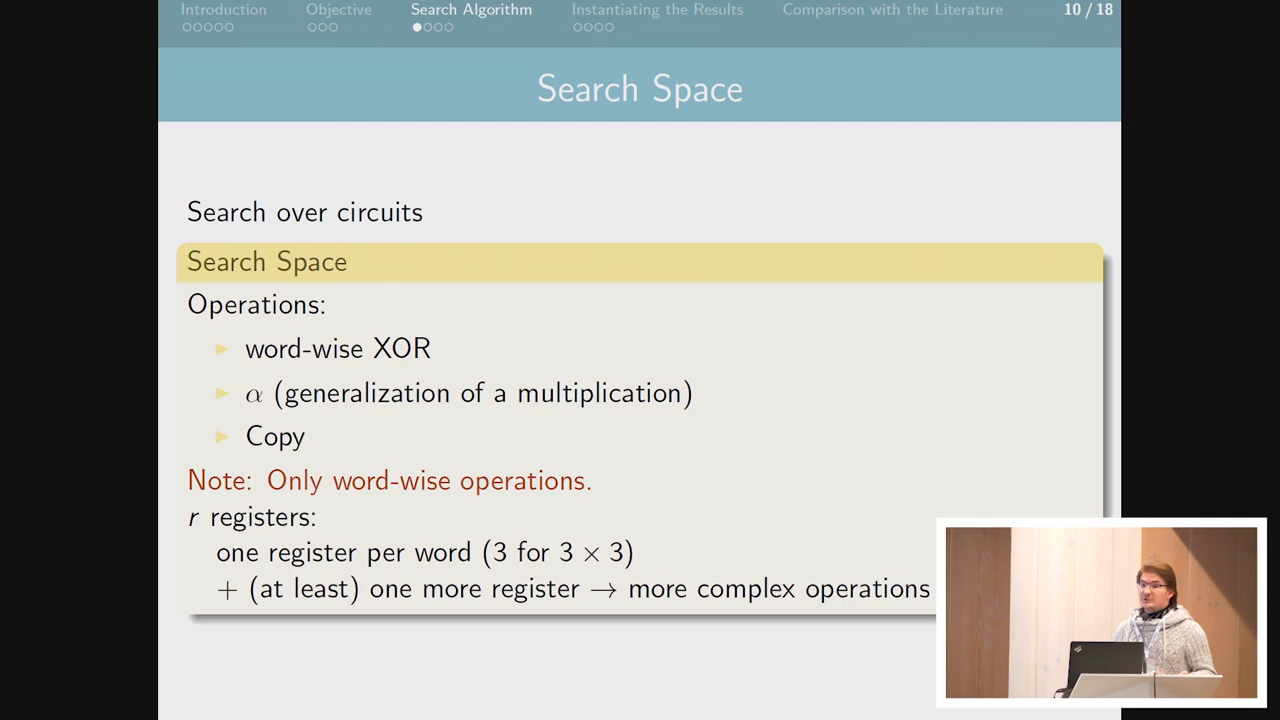 Introduction Objective Search Algorithm Instantiating the Results Comparison with the Literature 10 / 18
Search Space
Search over circuits
Search Space
Operations:
word-wise XOR
α (generalization of a multiplication)
Copy
Note: Only word-wise operations.
r registers:
one register per word (3 for 3 × 3)
+ (at least) one more register → more complex operations